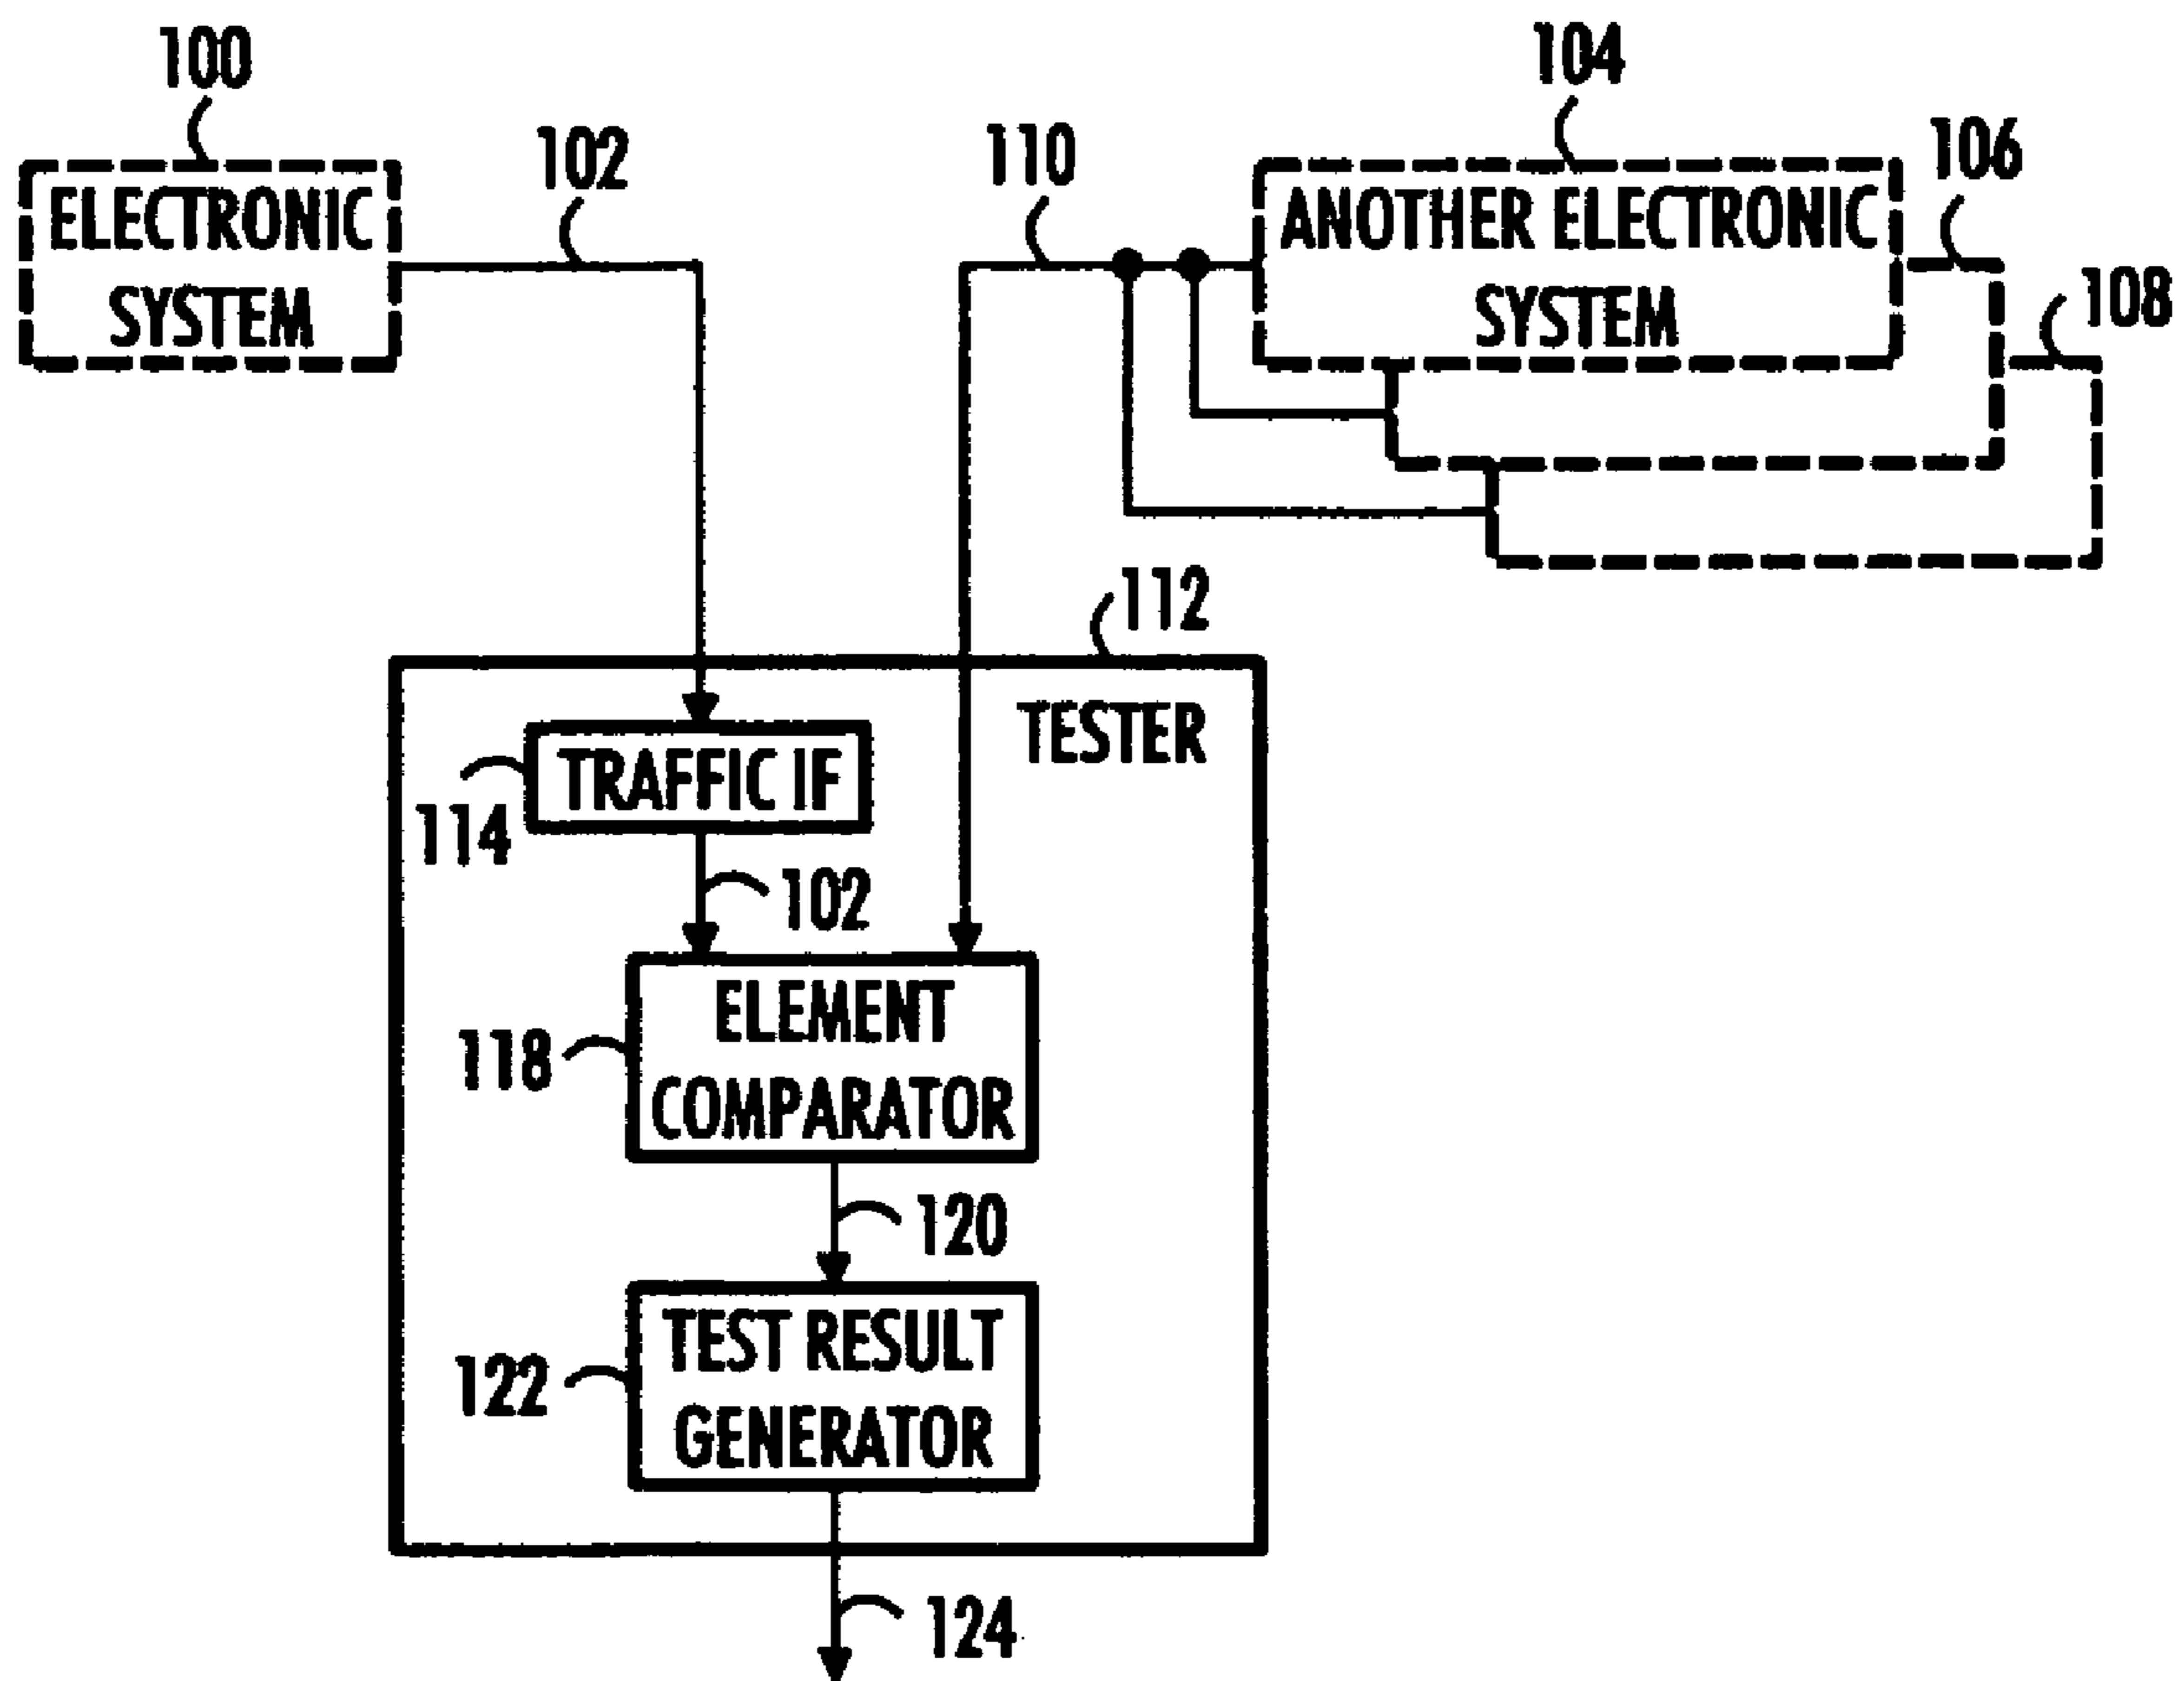 100
104
102
110
106
ELECTRONIC
SYSTEM
ANOTHER ELECTRONIC
SYSTEM
108
112
TESTER
TRAFFIC IF
114
102
ELEMENT
COMPARATOR
118
120
TEST RESULT
GENERATOR
122
124